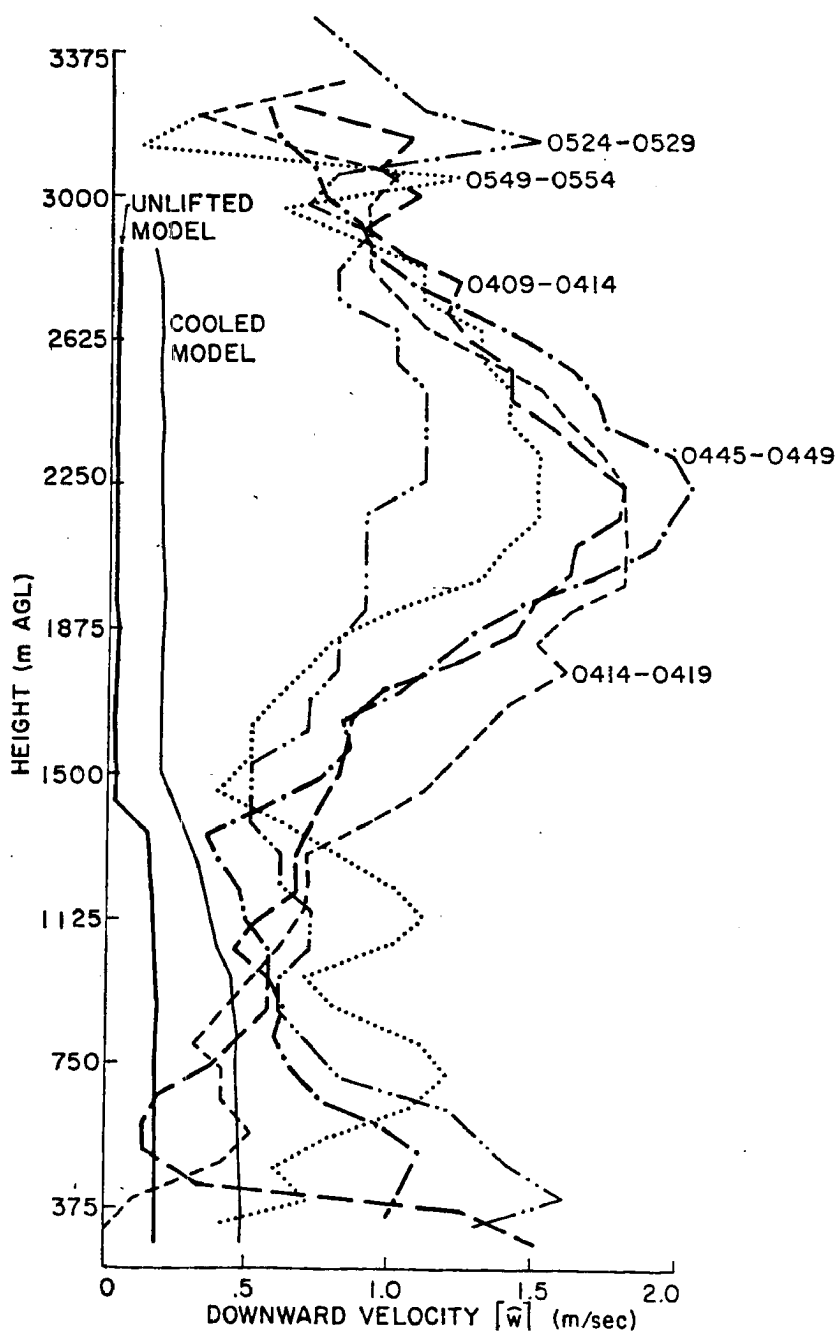 3375
0524-0529
0549-0554
3000
UNLIFTED
MODEL
0409-0414
COOLED
MODEL
2625
0445-0449
2250
HEIGHT (m AGL)
1875
0414-0419
1500
1125
750
375
0 .5 1.0 1.5 2.0
DOWNWARD VELOCITY [ŵ] (m/sec)